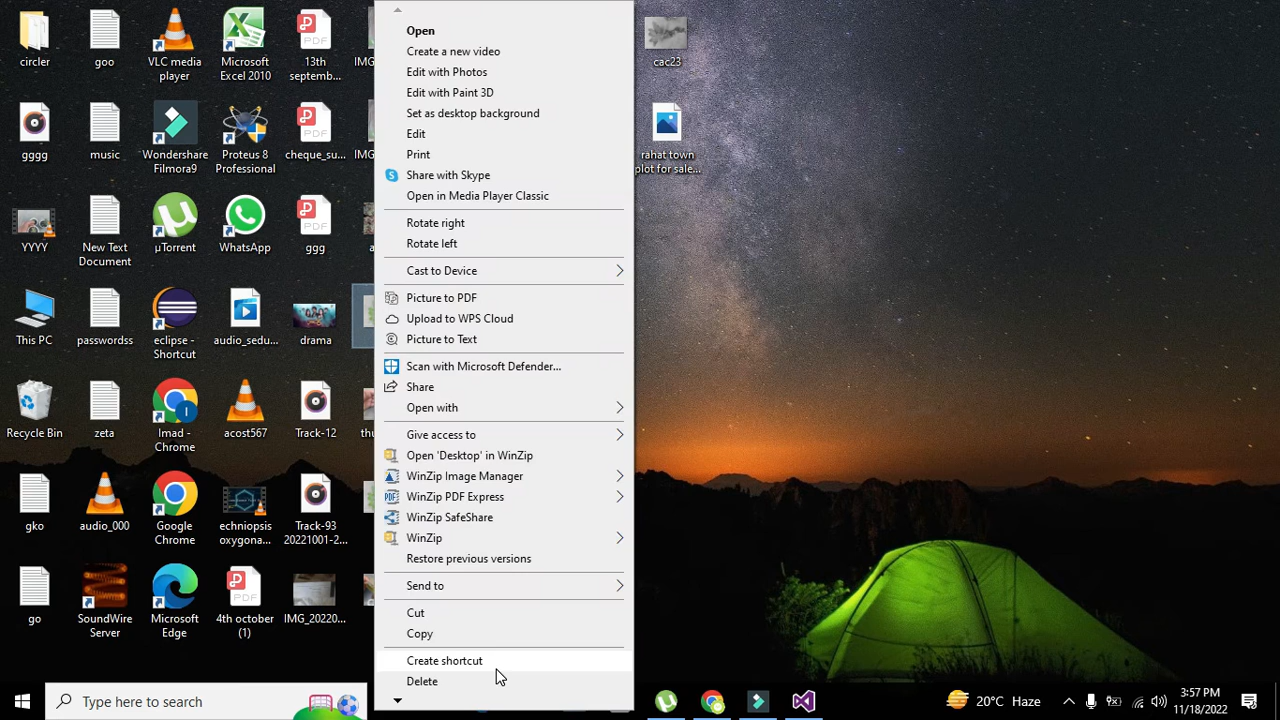 circler
goo
VLC media
player
Microsoft
Excel 2010
13th
septemb...
IMG
gggg
music
Wondershare
Filmora9
Proteus 8
Professional
cheque_su...
IMG
YYYY
New Text
Document
µTorrent
WhatsApp
ggg
a
This PC
passwordss
eclipse -
Shortcut
audio_sedu...
drama
Recycle Bin
zeta
Imad -
Chrome
acost567
Track-12
thu
gko
audio_000
Google
Chrome
echniopsis
oxygona...
Track-93
20221001-2...
go
SoundWire
Server
Microsoft
Edge
4th october
(1)
IMG_20220...
Open
Create a new video
Edit with Photos
Edit with Paint 3D
Set as desktop background
Edit
Print
Share with Skype
Open in Media Player Classic
Rotate right
Rotate left
Cast to Device
Picture to PDF
Upload to WPS Cloud
Picture to Text
Scan with Microsoft Defender...
Share
Open with
Give access to
Open 'Desktop' in WinZip
WinZip Image Manager
WinZip PDF Express
WinZip SafeShare
WinZip
Restore previous versions
Send to
Cut
Copy
Create shortcut
Delete
cac23
rahat town
plot for sale...
Type here to search
20°C Haze
3:57 PM
11/18/2022